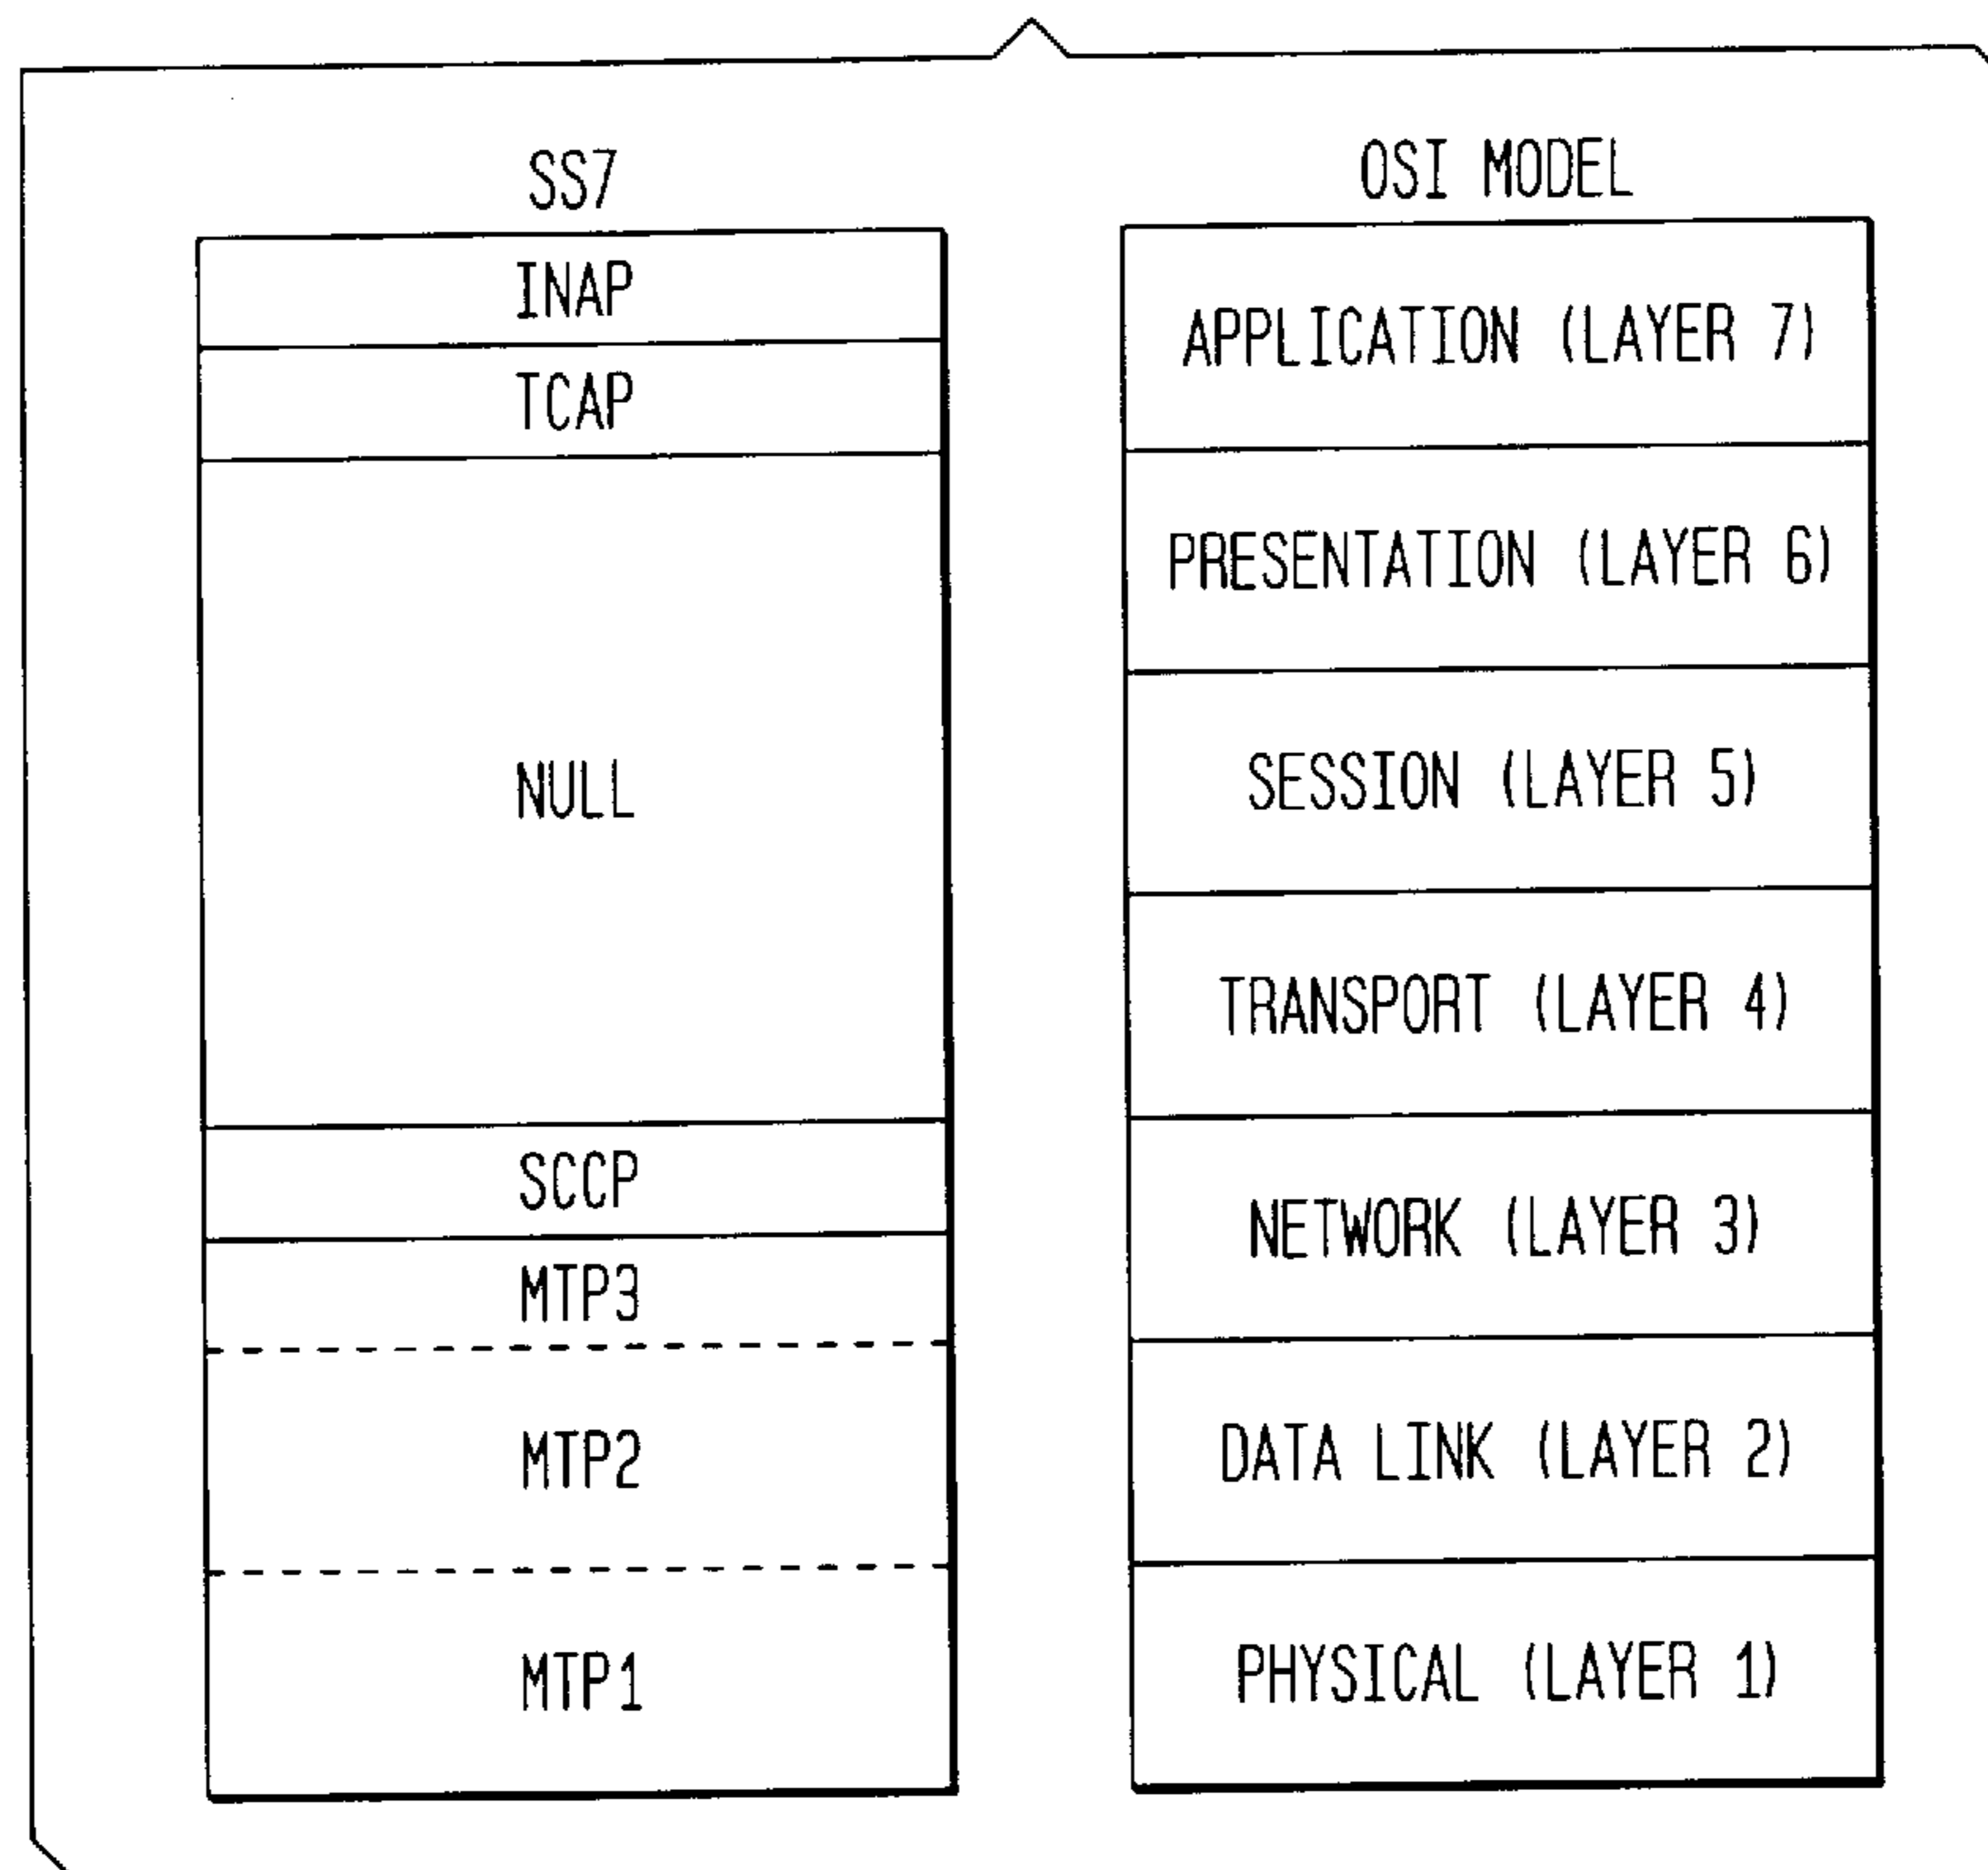 SS7
INAP
TCAP
NULL
SCCP
MTP3
MTP2
MTP1
OSI MODEL
APPLICATION (LAYER 7)
PRESENTATION (LAYER 6)
SESSION (LAYER 5)
TRANSPORT (LAYER 4)
NETWORK (LAYER 3)
DATA LINK (LAYER 2)
PHYSICAL (LAYER 1)